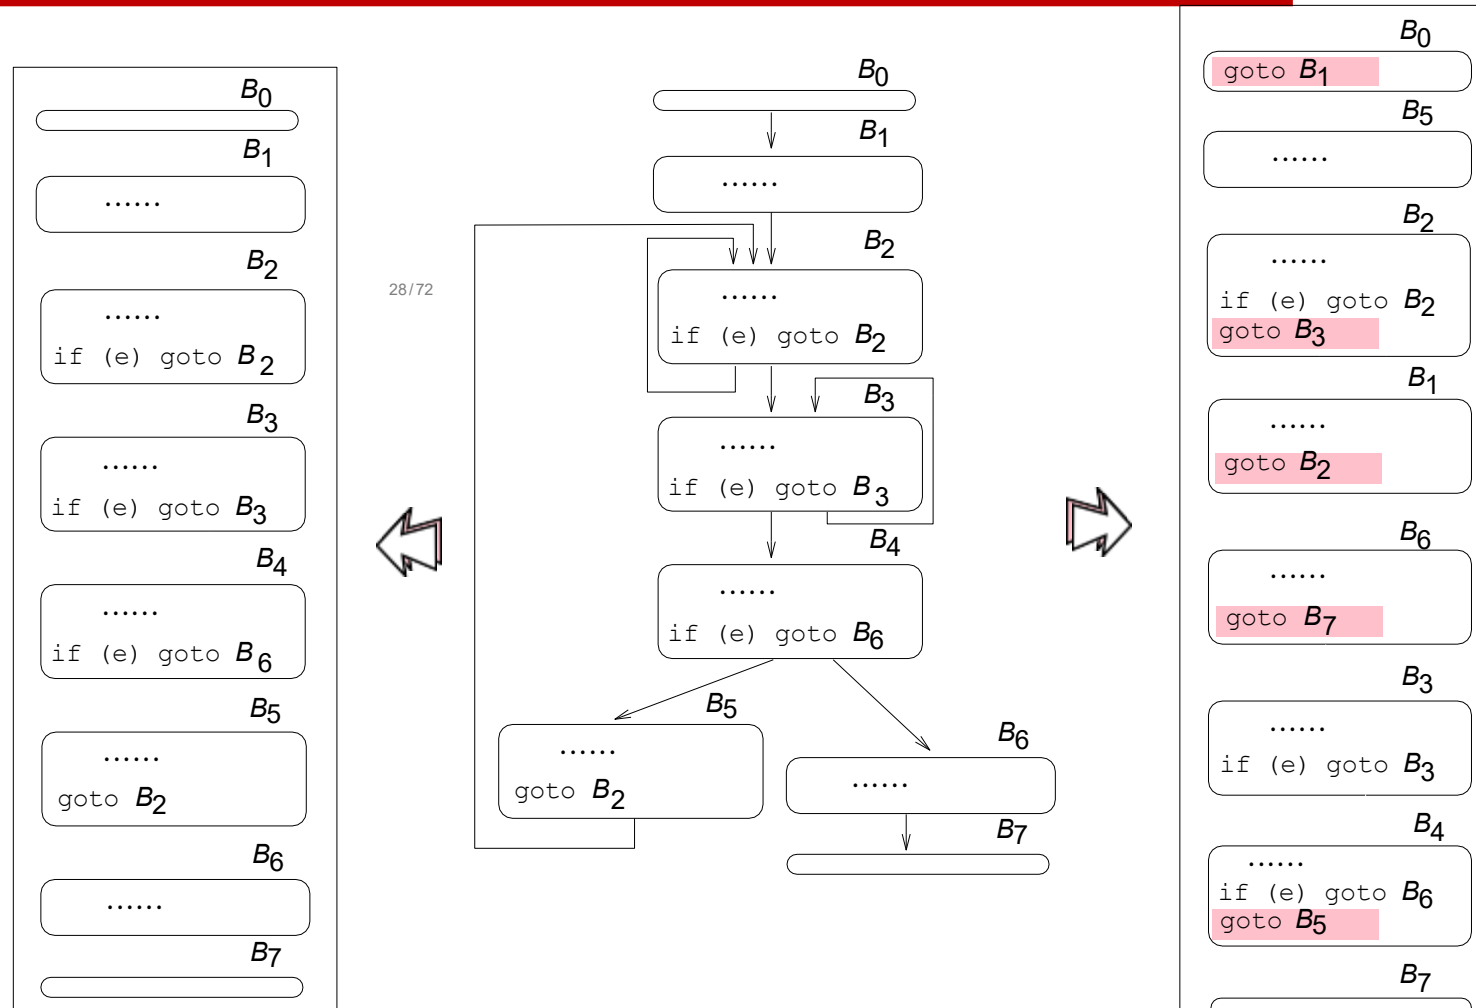 B0
B1
......
B2
......
if (e) goto B2
B3
......
if (e) goto B3
B4
......
if (e) goto B6
B5
......
goto B2
B6
......
B7
28/72
B0
B1
......
B2
......
if (e) goto B2
B3
......
if (e) goto B3
B4
......
if (e) goto B6
B5
......
goto B2
B6
......
B7
B0
goto B1
B5
......
B2
......
if (e) goto B2
goto B3
B1
......
goto B2
B6
......
goto B7
B3
......
if (e) goto B3
B4
......
if (e) goto B6
goto B5
B7